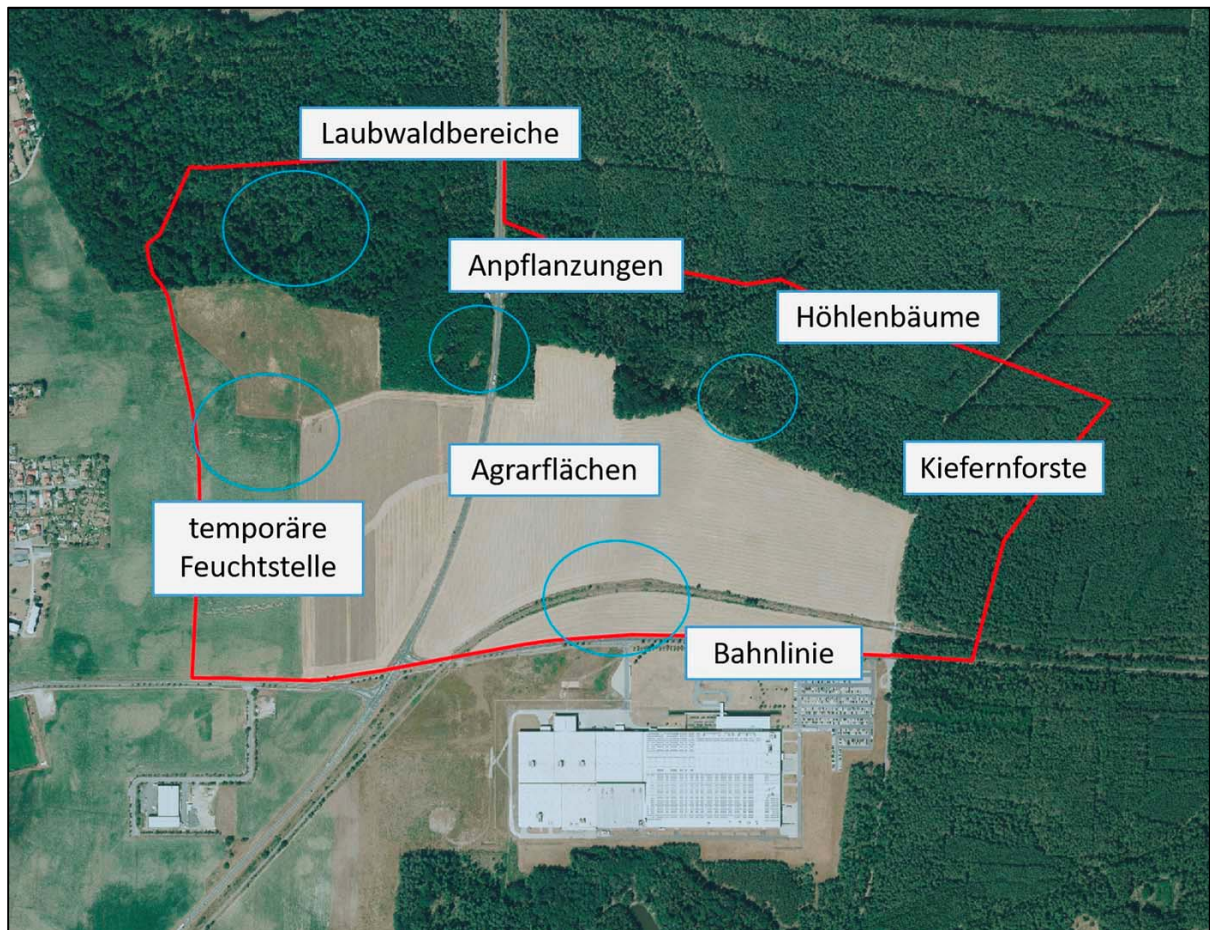 Laubwaldbereiche
Anpflanzungen
Höhlenbäume
Kiefernforste
Agrarflächen
temporäre
Feuchtstelle
Bahnlinie